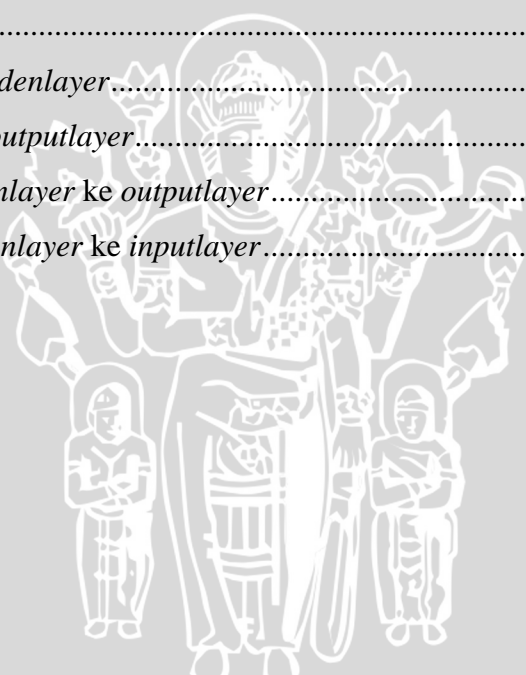 ...........................................................
denlayer..................................................
outputlayer...............................................
nlayer ke outputlayer................................
nlayer ke inputlayer.................................